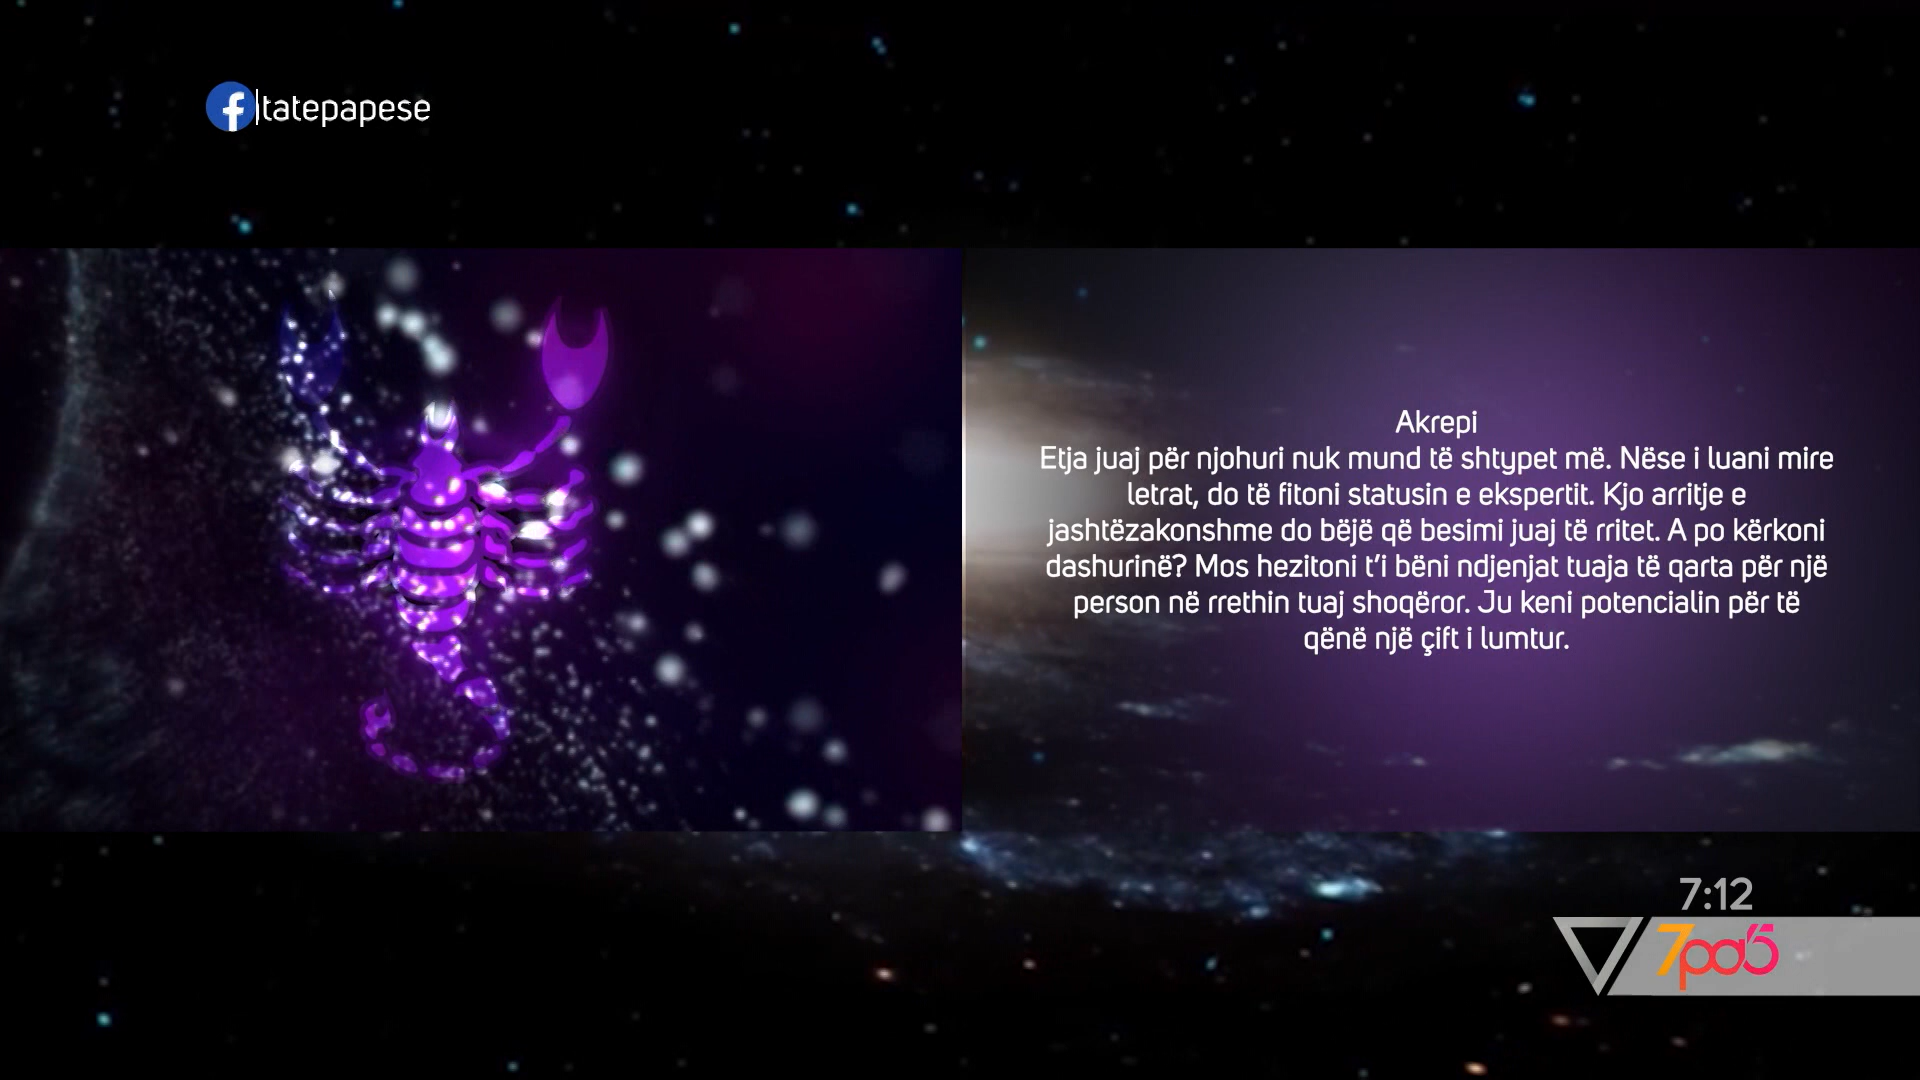 tatepapese
Akrepi
Etja juaj për njohuri nuk mund të shtypet më. Nëse i luani mire
letrat, do të fitoni statusin e ekspertit. Kjo arritje e
jashtëzakonshme do bëjë që besimi juaj të rritet. A po kërkoni
dashurinë? Mos hezitoni t’i bëni ndjenjat tuaja të qarta për një
person në rrethin tuaj shoqëror. Ju keni potencialin për të
qënë një çift i lumtur.
7:12
7pa5